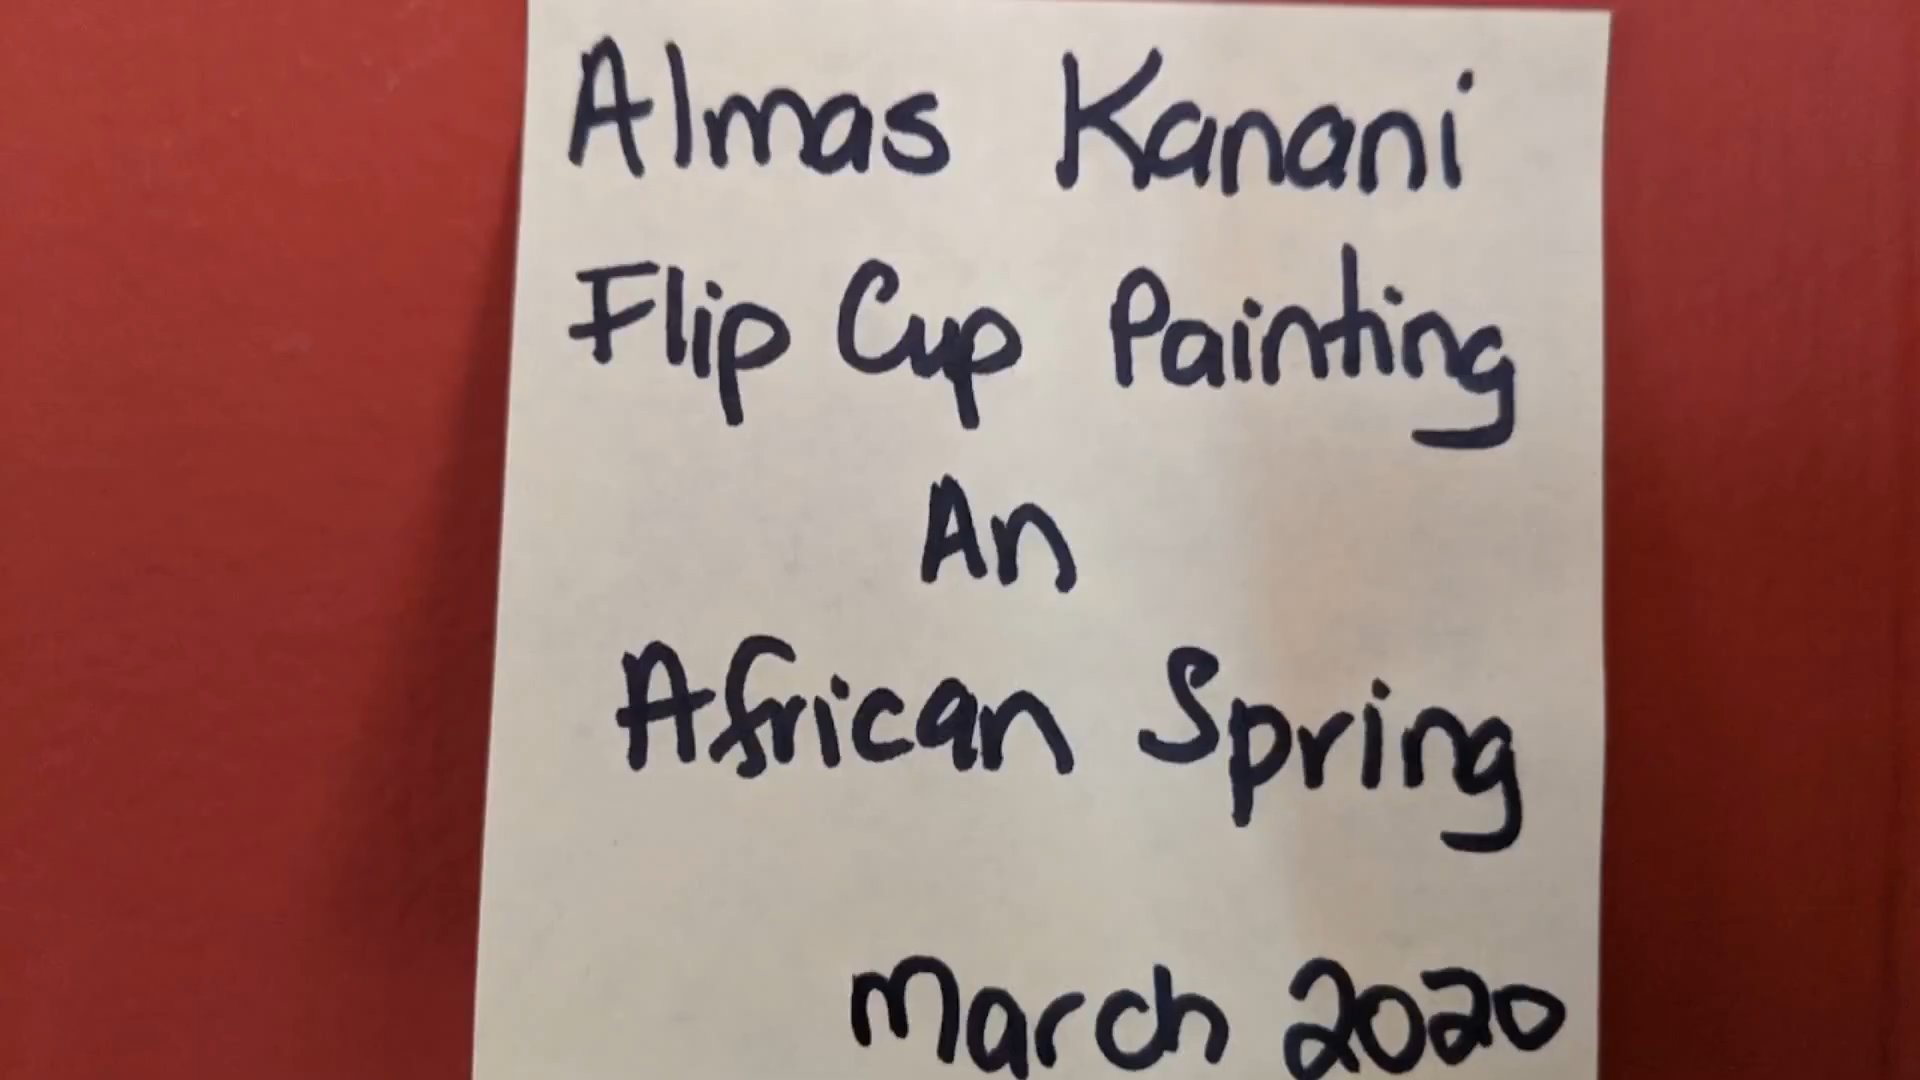 Almas Kanani
Flip Cup Painting
An
African Spring
March 2020